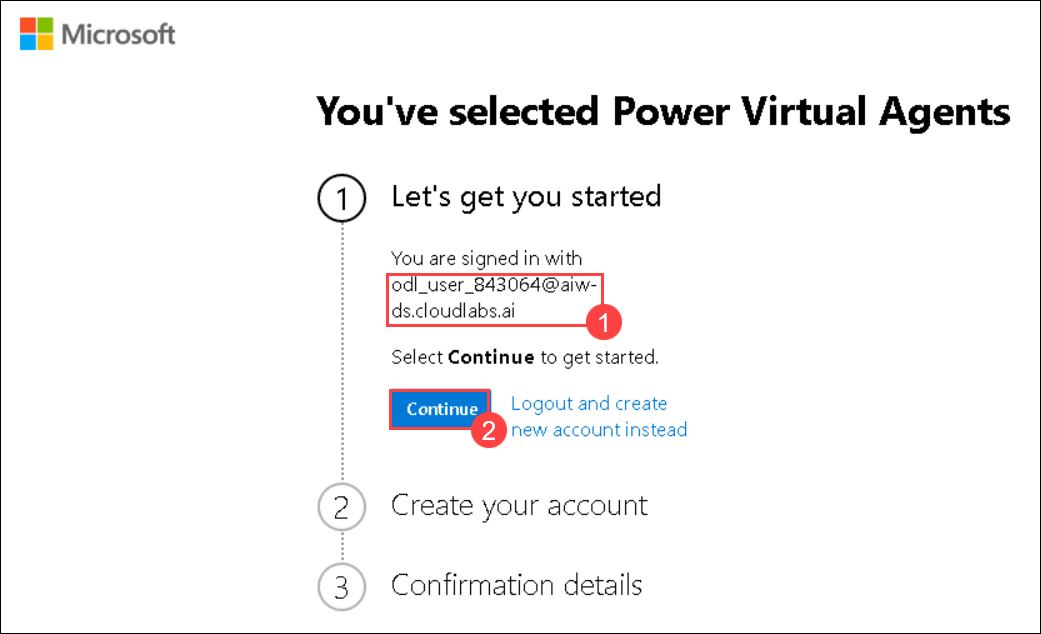 Microsoft
You've selected Power Virtual Agents
1
Let's get you started
You are signed in with
odl_user_843064@aiw-
ds.cloudlabs.ai
1
Select Continue to get started.
Continue
2
Logout and create
new account instead
2
Create your account
3
Confirmation details